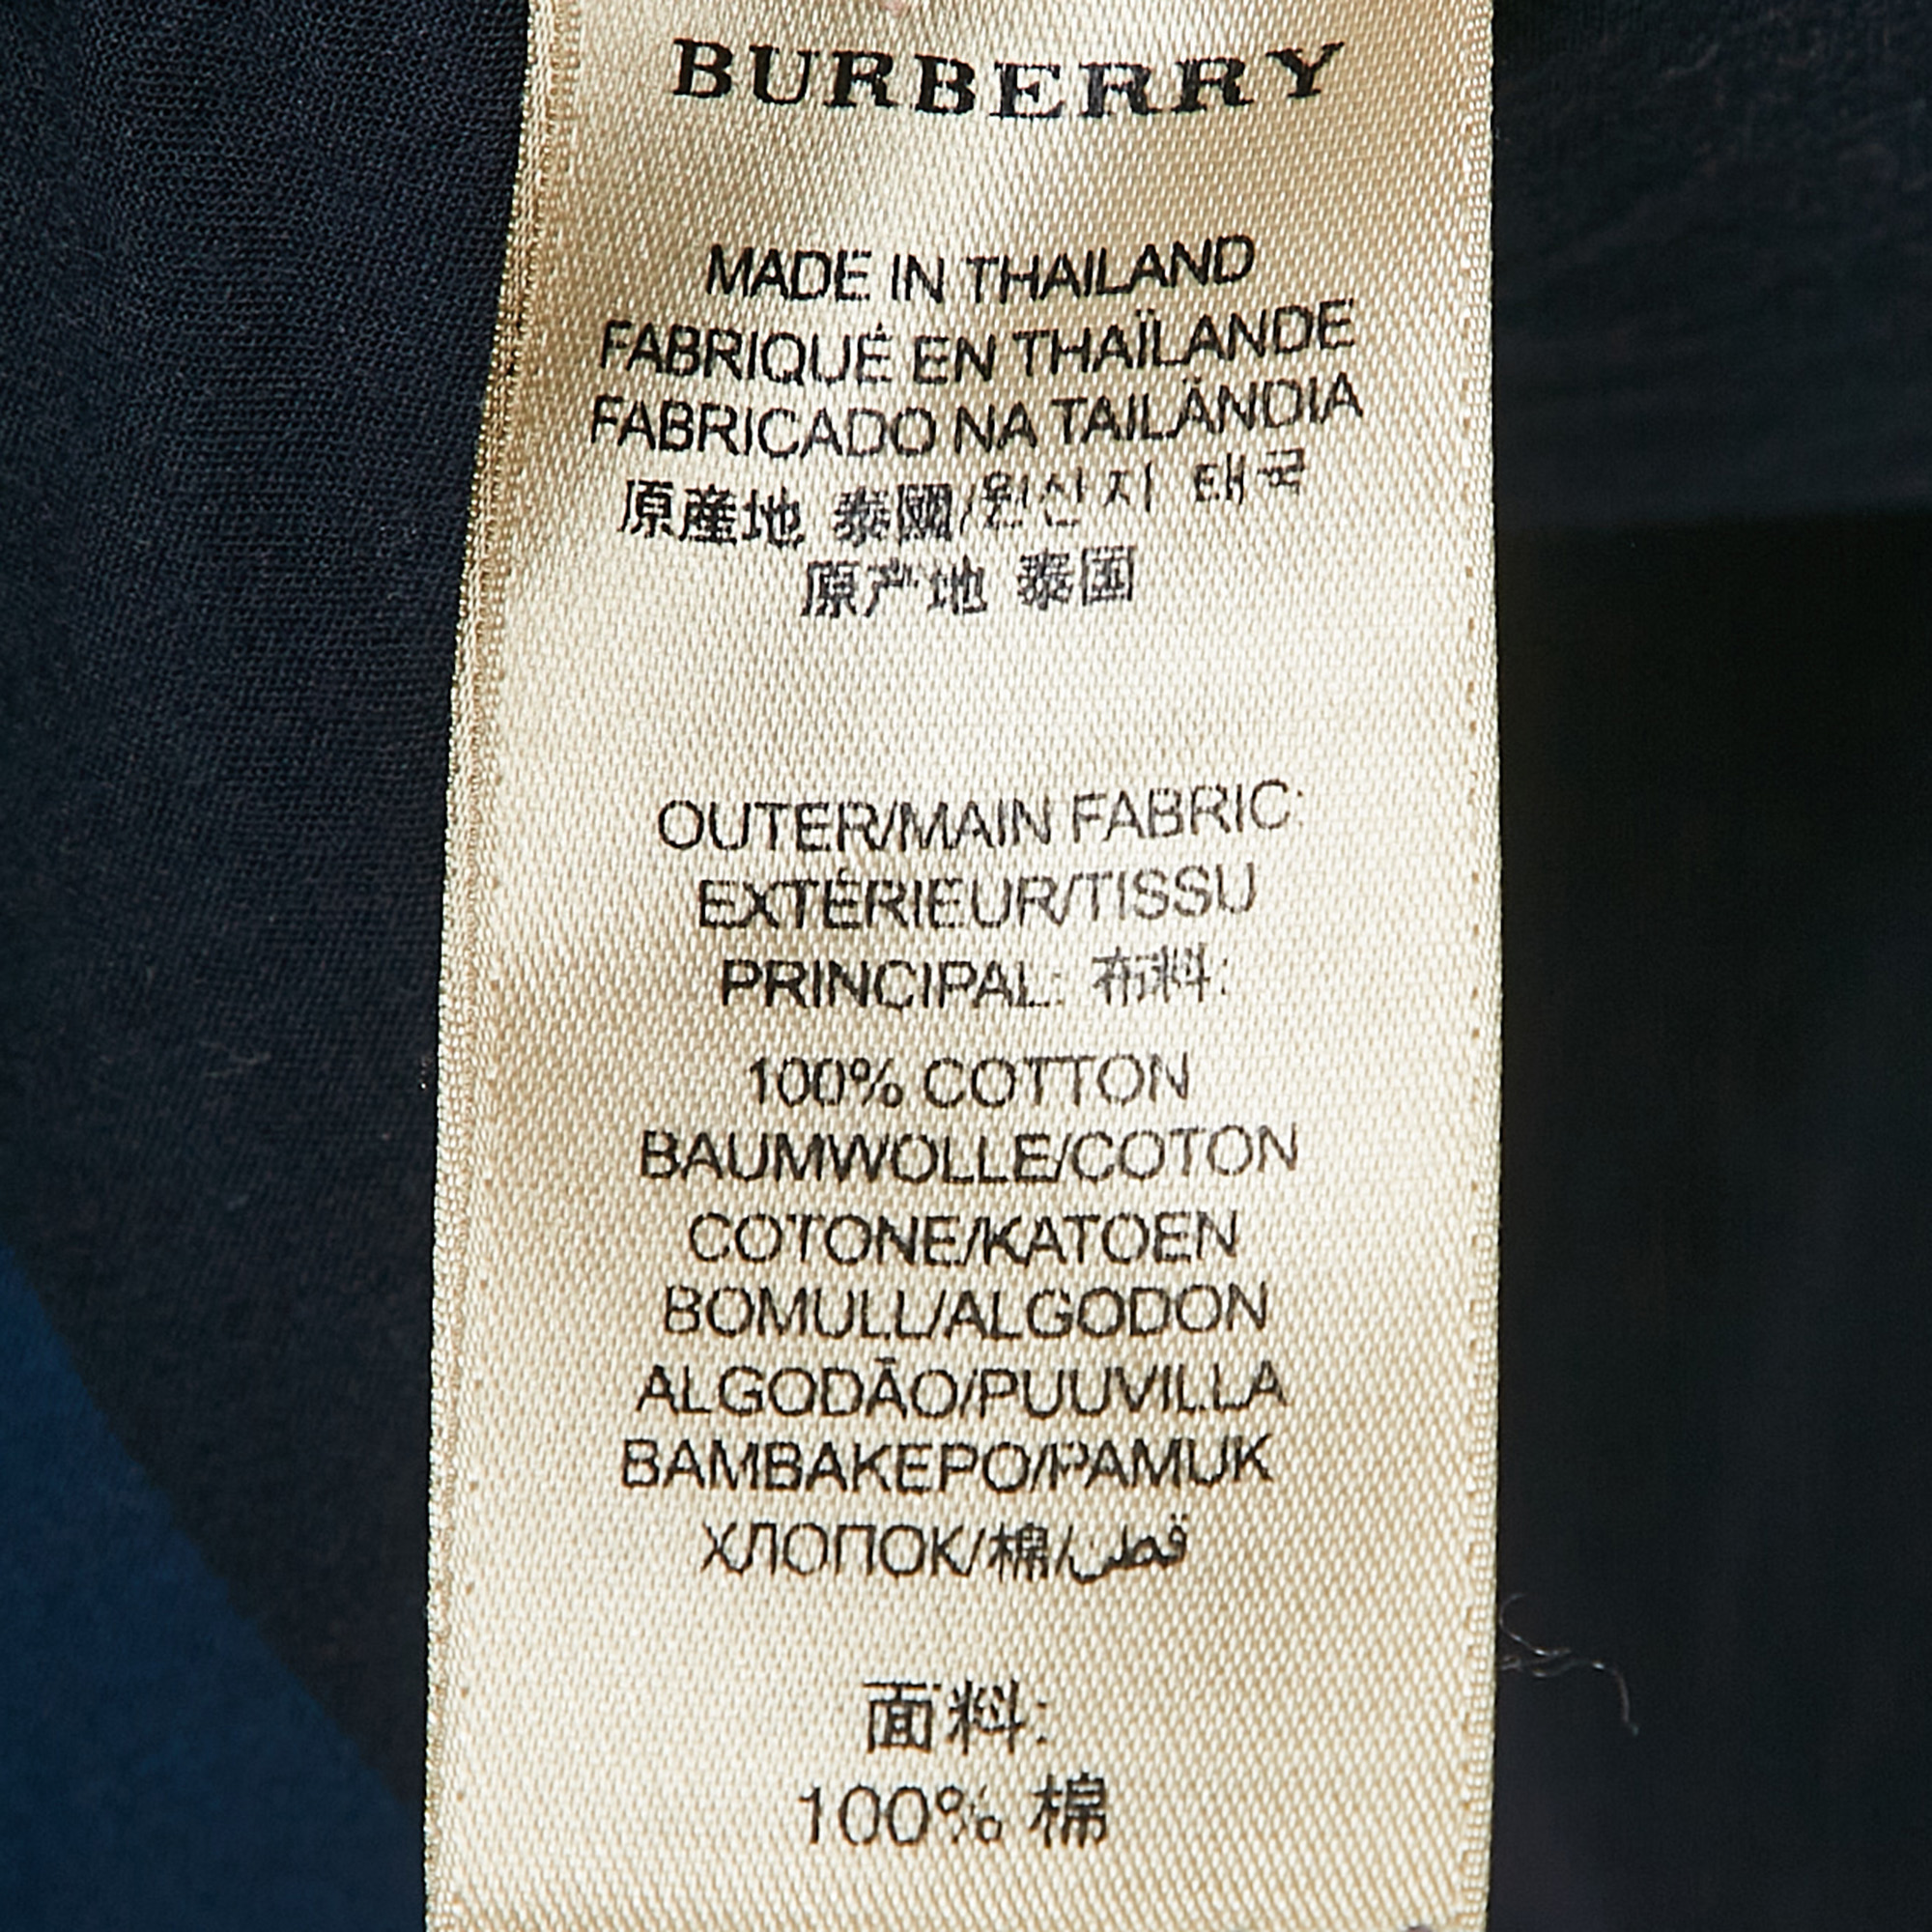 BURBERRY
MADE IN THAILAND
FABRIQUÉ EN THAÏLANDE
FABRICADO NA TAILÂNDIA
原産地 泰國/원산지 태국
原产地 泰国
OUTER/MAIN FABRIC:
EXTÉRIEUR/TISSU
PRINCIPAL: 布料:
100% COTTON
BAUMWOLLE/COTON
COTONE/KATOEN
BOMULL/ALGODON
ALGODÃO/PUUVILLA
BAMBAKEPO/PAMUK
ХЛОПОК/棉/قطن
面料:
100% 棉